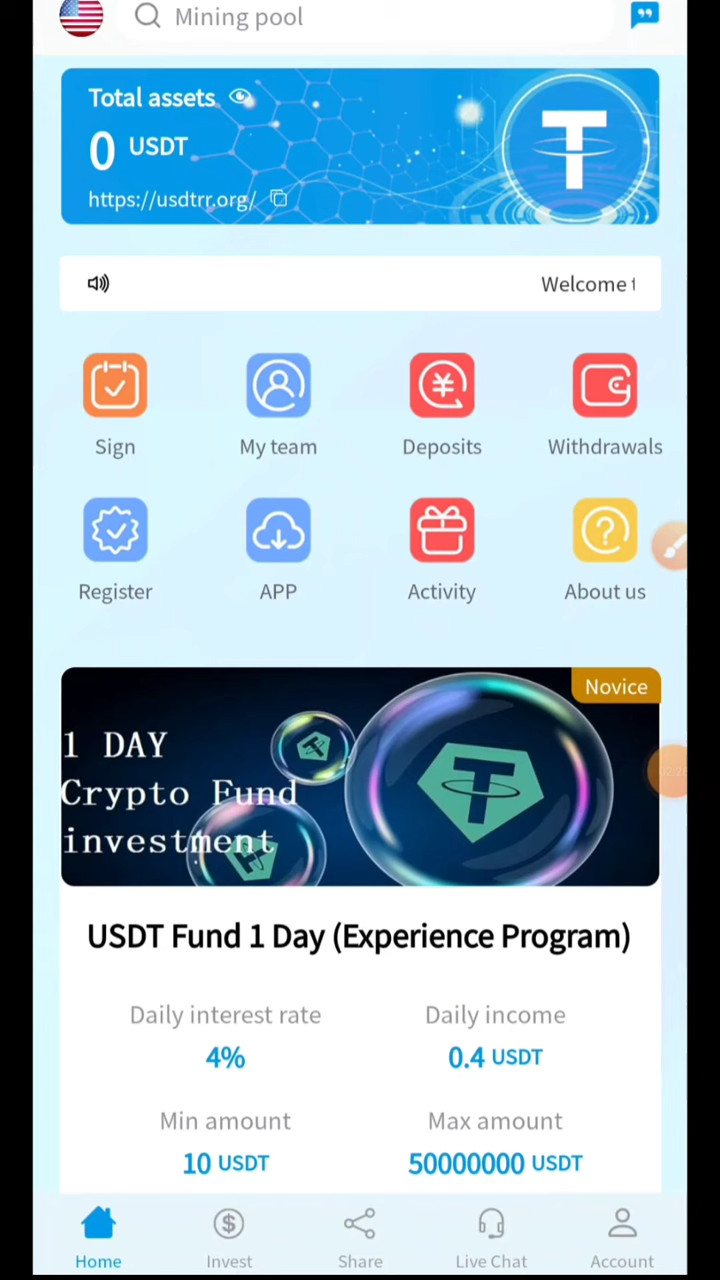 Mining pool
Total assets
0 USDT
https://usdtrr.org/
Welcome
Sign
My team
Deposits
Withdrawals
Register
APP
Activity
About us
Novice
1 DAY
Crypto Fund
investment
USDT Fund 1 Day (Experience Program)
Daily interest rate
Daily income
4%
0.4 USDT
Min amount
Max amount
10 USDT
50000000 USDT
Home
Invest
Share
Live Chat
Account